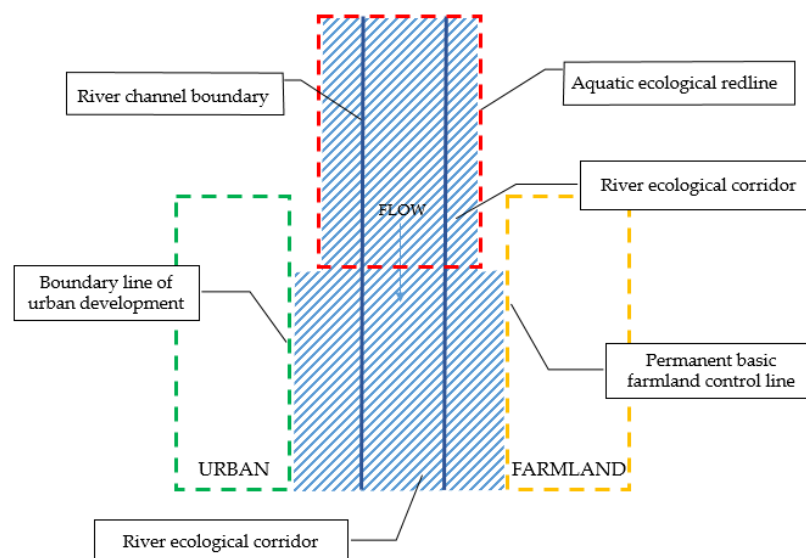 River channel boundary
Aquatic ecological redline
River ecological corridor
FLOW
Boundary line of
urban development
Permanent basic
farmland control line
URBAN
FARMLAND
River ecological corridor